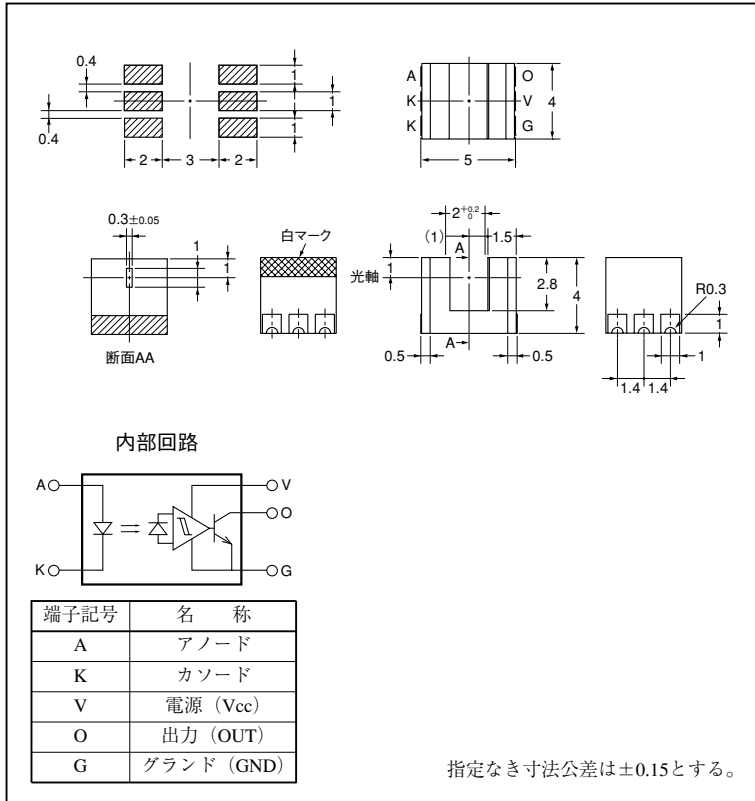 0.4
1
A
O
K
V
4
1
K
G
0.4
1
2
3
2
5
0.3±0.05
1
1
白マーク
2 +0.2 0
(1)
A
1.5
1
光軸
2.8
4
R0.3
1
断面AA
0.5
A
0.5
1
1.4
1.4
内部回路
A
V
O
K
G
端子記号 名 称
A アノード
K カソード
V 電源（Vcc）
O 出力（OUT）
G グランド（GND）
指定なき寸法公差は±0.15とする。